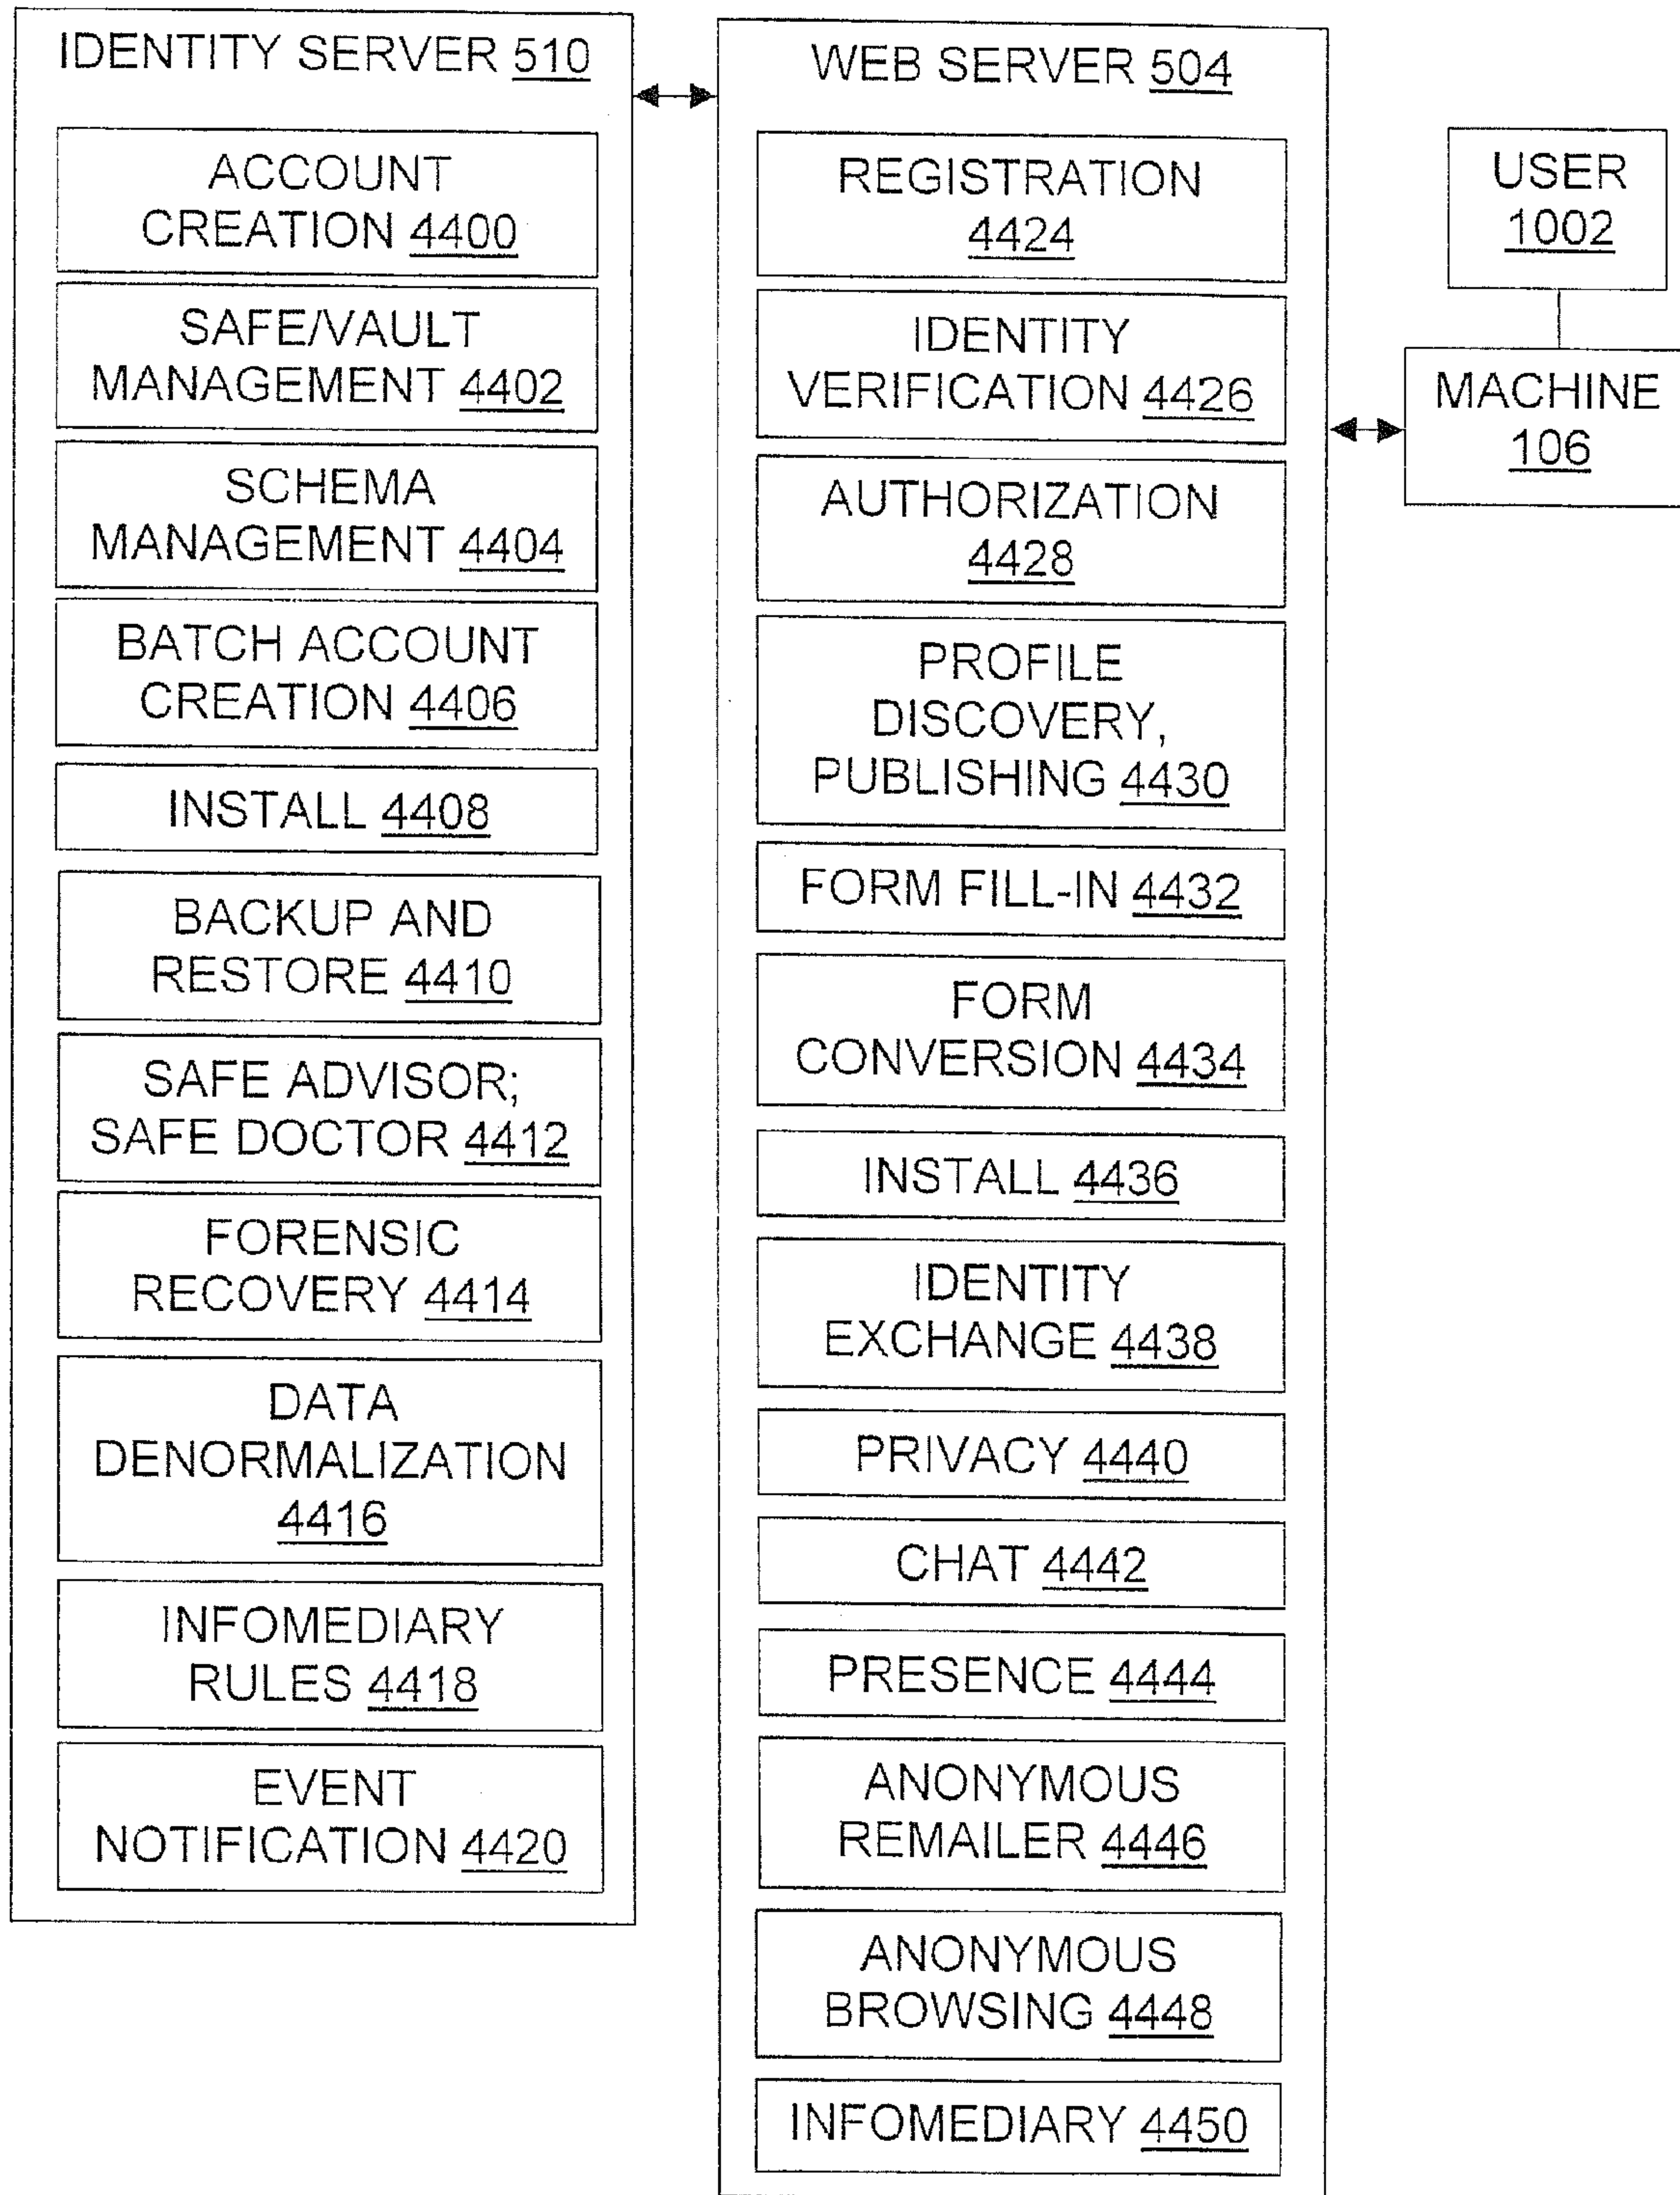 IDENTITY SERVER 510
ACCOUNT
CREATION 4400
SAFE/VAULT
MANAGEMENT 4402
SCHEMA
MANAGEMENT 4404
BATCH ACCOUNT
CREATION 4406
INSTALL 4408
BACKUP AND
RESTORE 4410
SAFE ADVISOR;
SAFE DOCTOR 4412
FORENSIC
RECOVERY 4414
DATA
DENORMALIZATION
4416
INFOMEDIARY
RULES 4418
EVENT
NOTIFICATION 4420
WEB SERVER 504
REGISTRATION
4424
IDENTITY
VERIFICATION 4426
AUTHORIZATION
4428
PROFILE
DISCOVERY,
PUBLISHING 4430
FORM FILL-IN 4432
FORM
CONVERSION 4434
INSTALL 4436
IDENTITY
EXCHANGE 4438
PRIVACY 4440
CHAT 4442
PRESENCE 4444
ANONYMOUS
REMAILER 4446
ANONYMOUS
BROWSING 4448
INFOMEDIARY 4450
USER
1002
MACHINE
106